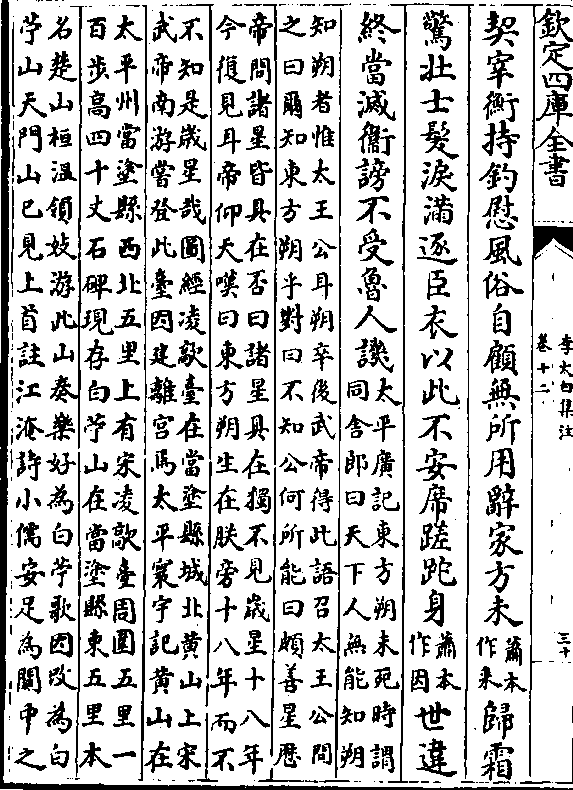 欽定四庫全書
李太白集注
卷十二
三十
契宰衡持鈞慰風俗自顧無所用辭家方未蕭本作来歸霜
驚壮士髮淚滿逐臣衣以此不安席蹉跎身蕭本作因世違
終當滅衞謗不受魯人譏太平廣記東方朔未死時謂
同舍郎曰天下人無能知朔
知朔者惟太王公耳朔卒後武帝得此語召太王公問
之曰爾知東方朔乎對曰不知公何所能曰頗善星厯
帝問諸星皆具在否曰諸星具在獨不見歲星十八年
今復見耳帝仰天嘆曰東方朔生在朕旁十八年而不
不知是歲星哉圖經凌歊臺在當塗縣城北黄山上宋
武帝南游嘗登此臺因建離宮焉太平寰宇記黄山在
太平州當塗縣西北五里上有宋凌歊臺周圓五里一
百步高四十丈石碑現存白苧山在當塗縣東五里本
名楚山桓溫領妓游此山奏樂好為白苧歌因改為白
苧山天門山已見上首註江淹詩小儒安足為關中之